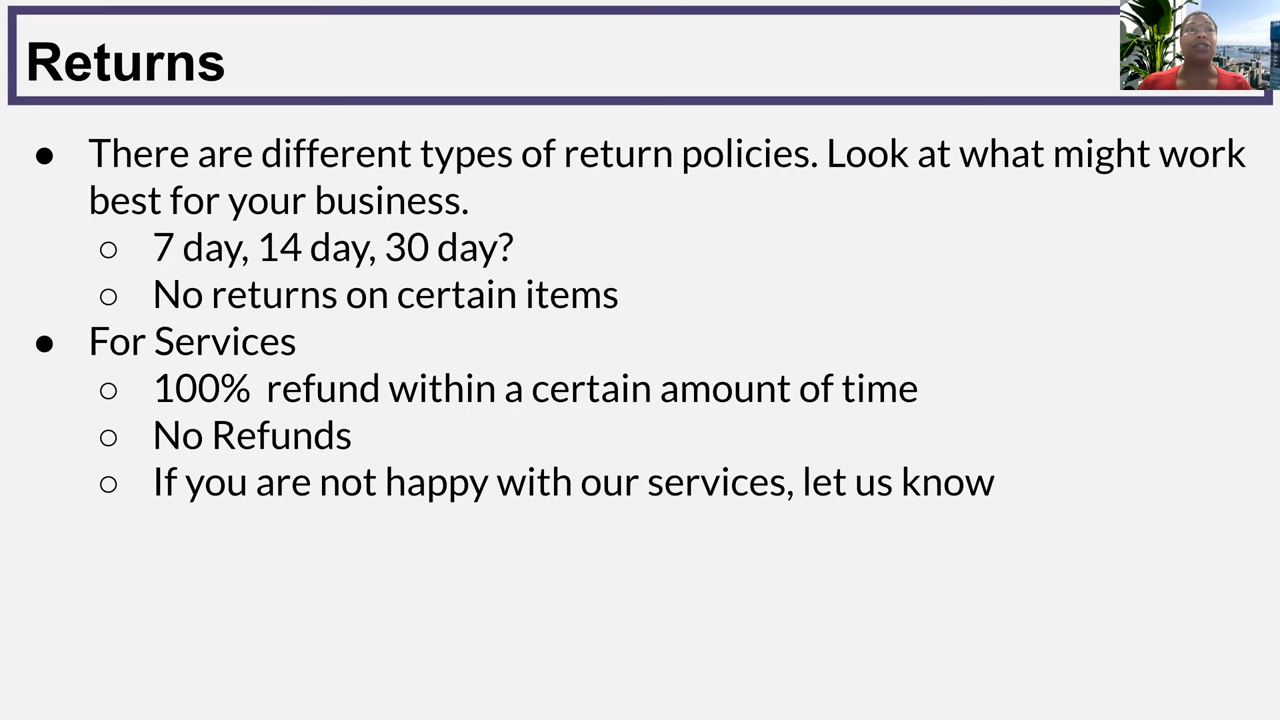 Returns
● There are different types of return policies. Look at what might work
best for your business.
○ 7 day, 14 day, 30 day?
○ No returns on certain items
● For Services
○ 100%  refund within a certain amount of time
○ No Refunds
○ If you are not happy with our services, let us know